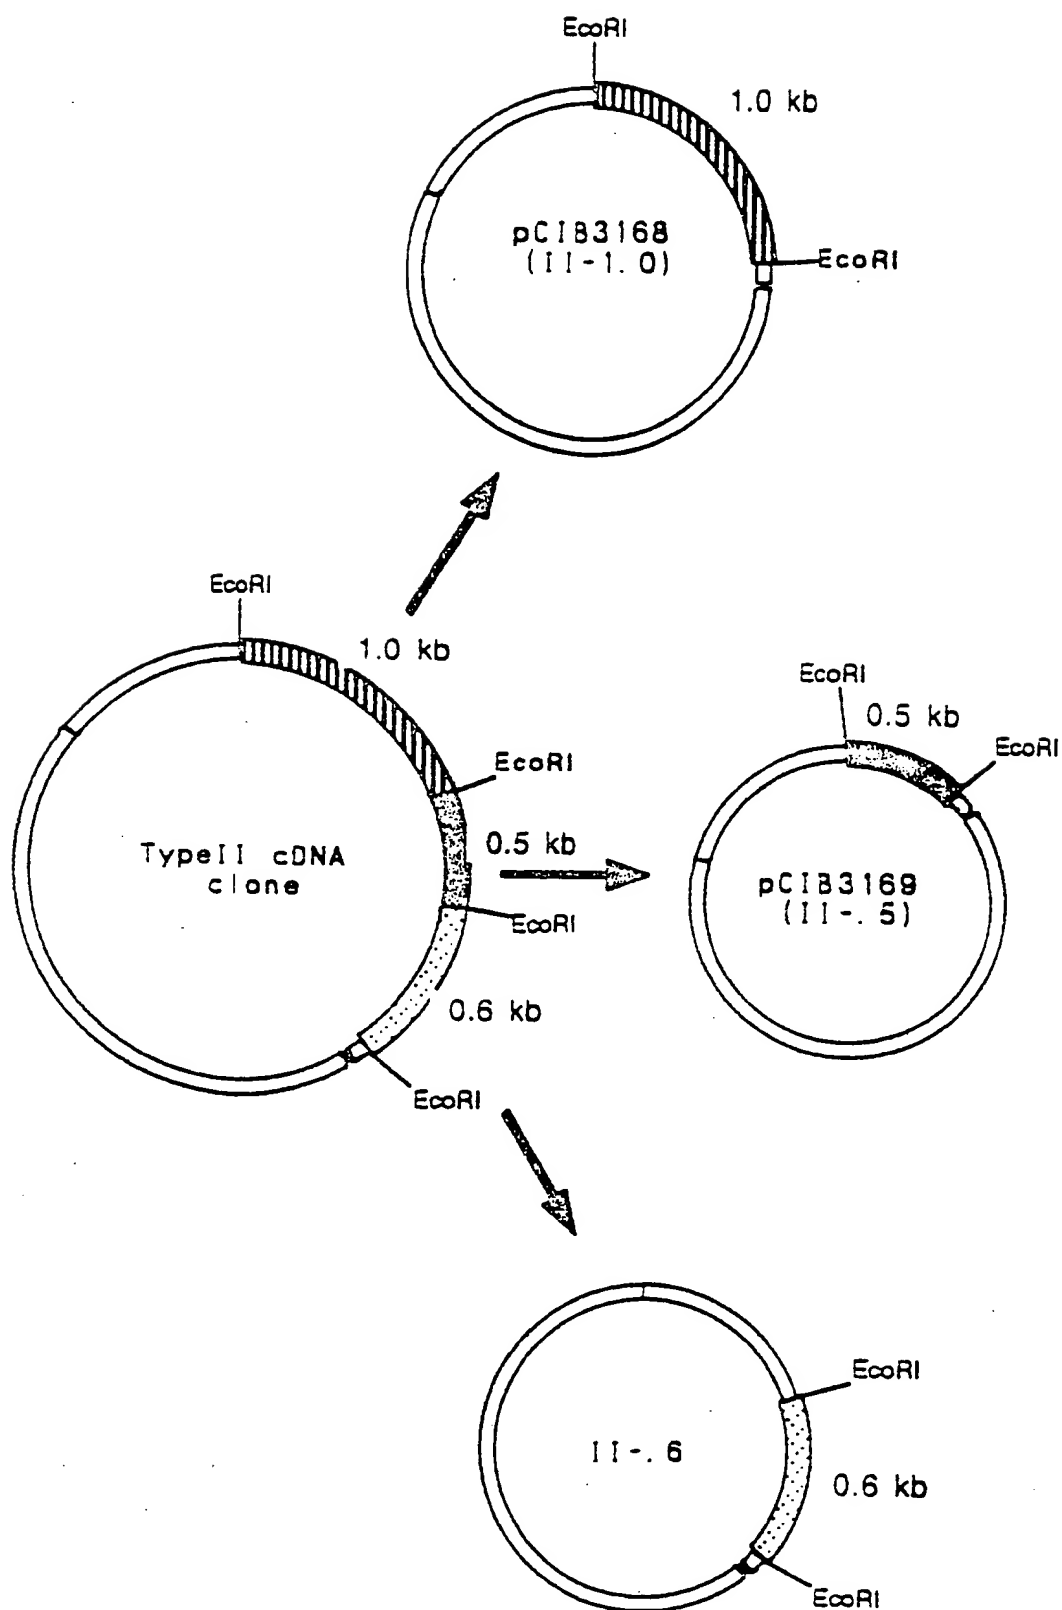 EcoRI
1.0 kb
pCIB3168
(II-1.0)
EcoRI
EcoRI
1.0 kb
EcoRI
0.5 kb
EcoRI
EcoRI
TypeII cDNA
clone
0.5 kb
pCIB3169
(II-.5)
EcoRI
0.6 kb
EcoRI
EcoRI
II-.6
0.6 kb
EcoRI